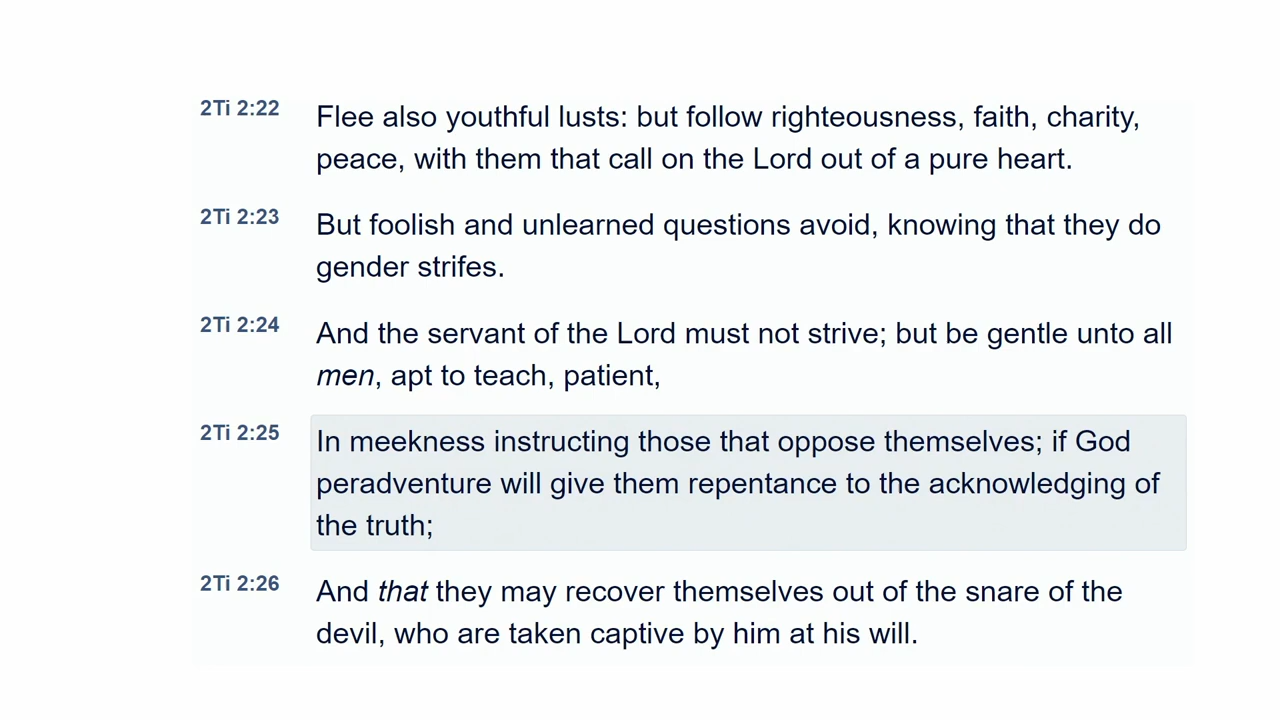 2Ti 2:22 Flee also youthful lusts: but follow righteousness, faith, charity,
peace, with them that call on the Lord out of a pure heart.
2Ti 2:23 But foolish and unlearned questions avoid, knowing that they do
gender strifes.
2Ti 2:24 And the servant of the Lord must not strive; but be gentle unto all
men, apt to teach, patient,
2Ti 2:25 In meekness instructing those that oppose themselves; if God
peradventure will give them repentance to the acknowledging of
the truth;
2Ti 2:26 And that they may recover themselves out of the snare of the
devil, who are taken captive by him at his will.